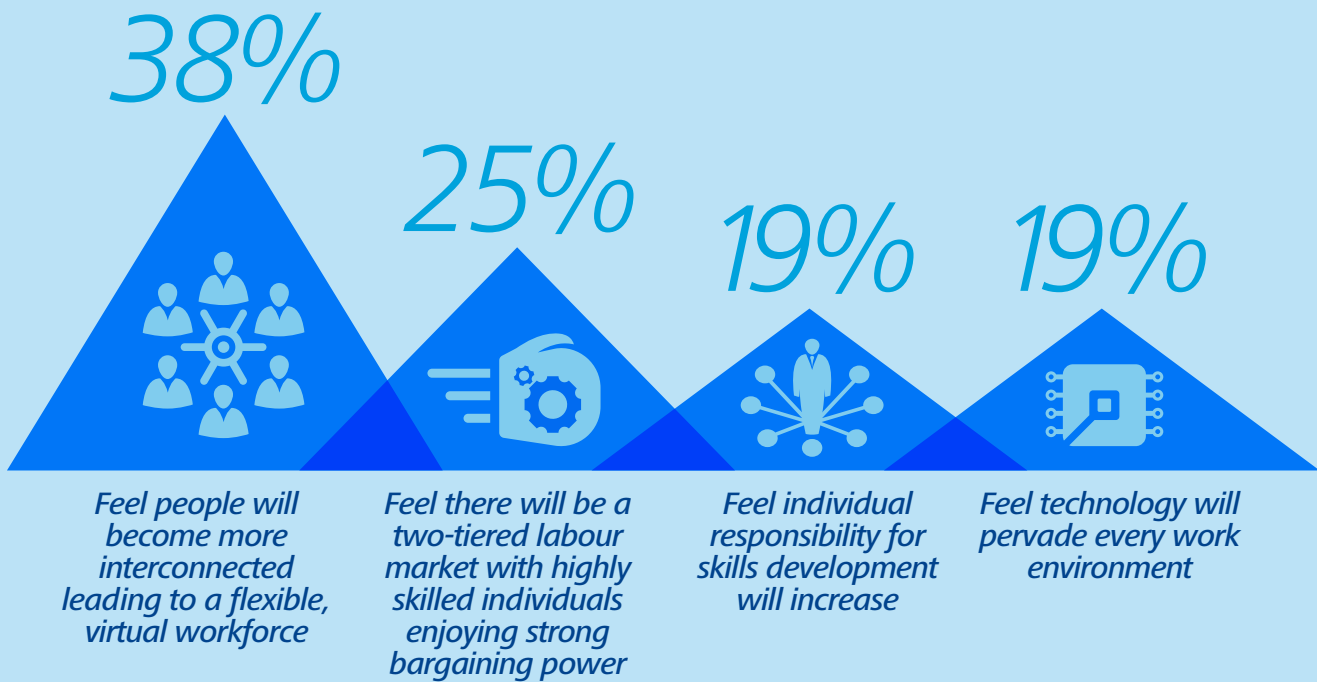 38%
25%
19%
19%
Feel people will
become more
interconnected
leading to a flexible,
virtual workforce
Feel there will be a
two-tiered labour
market with highly
skilled individuals
enjoying strong
bargaining power
Feel individual
responsibility for
skills development
will increase
Feel technology will
pervade every work
environment